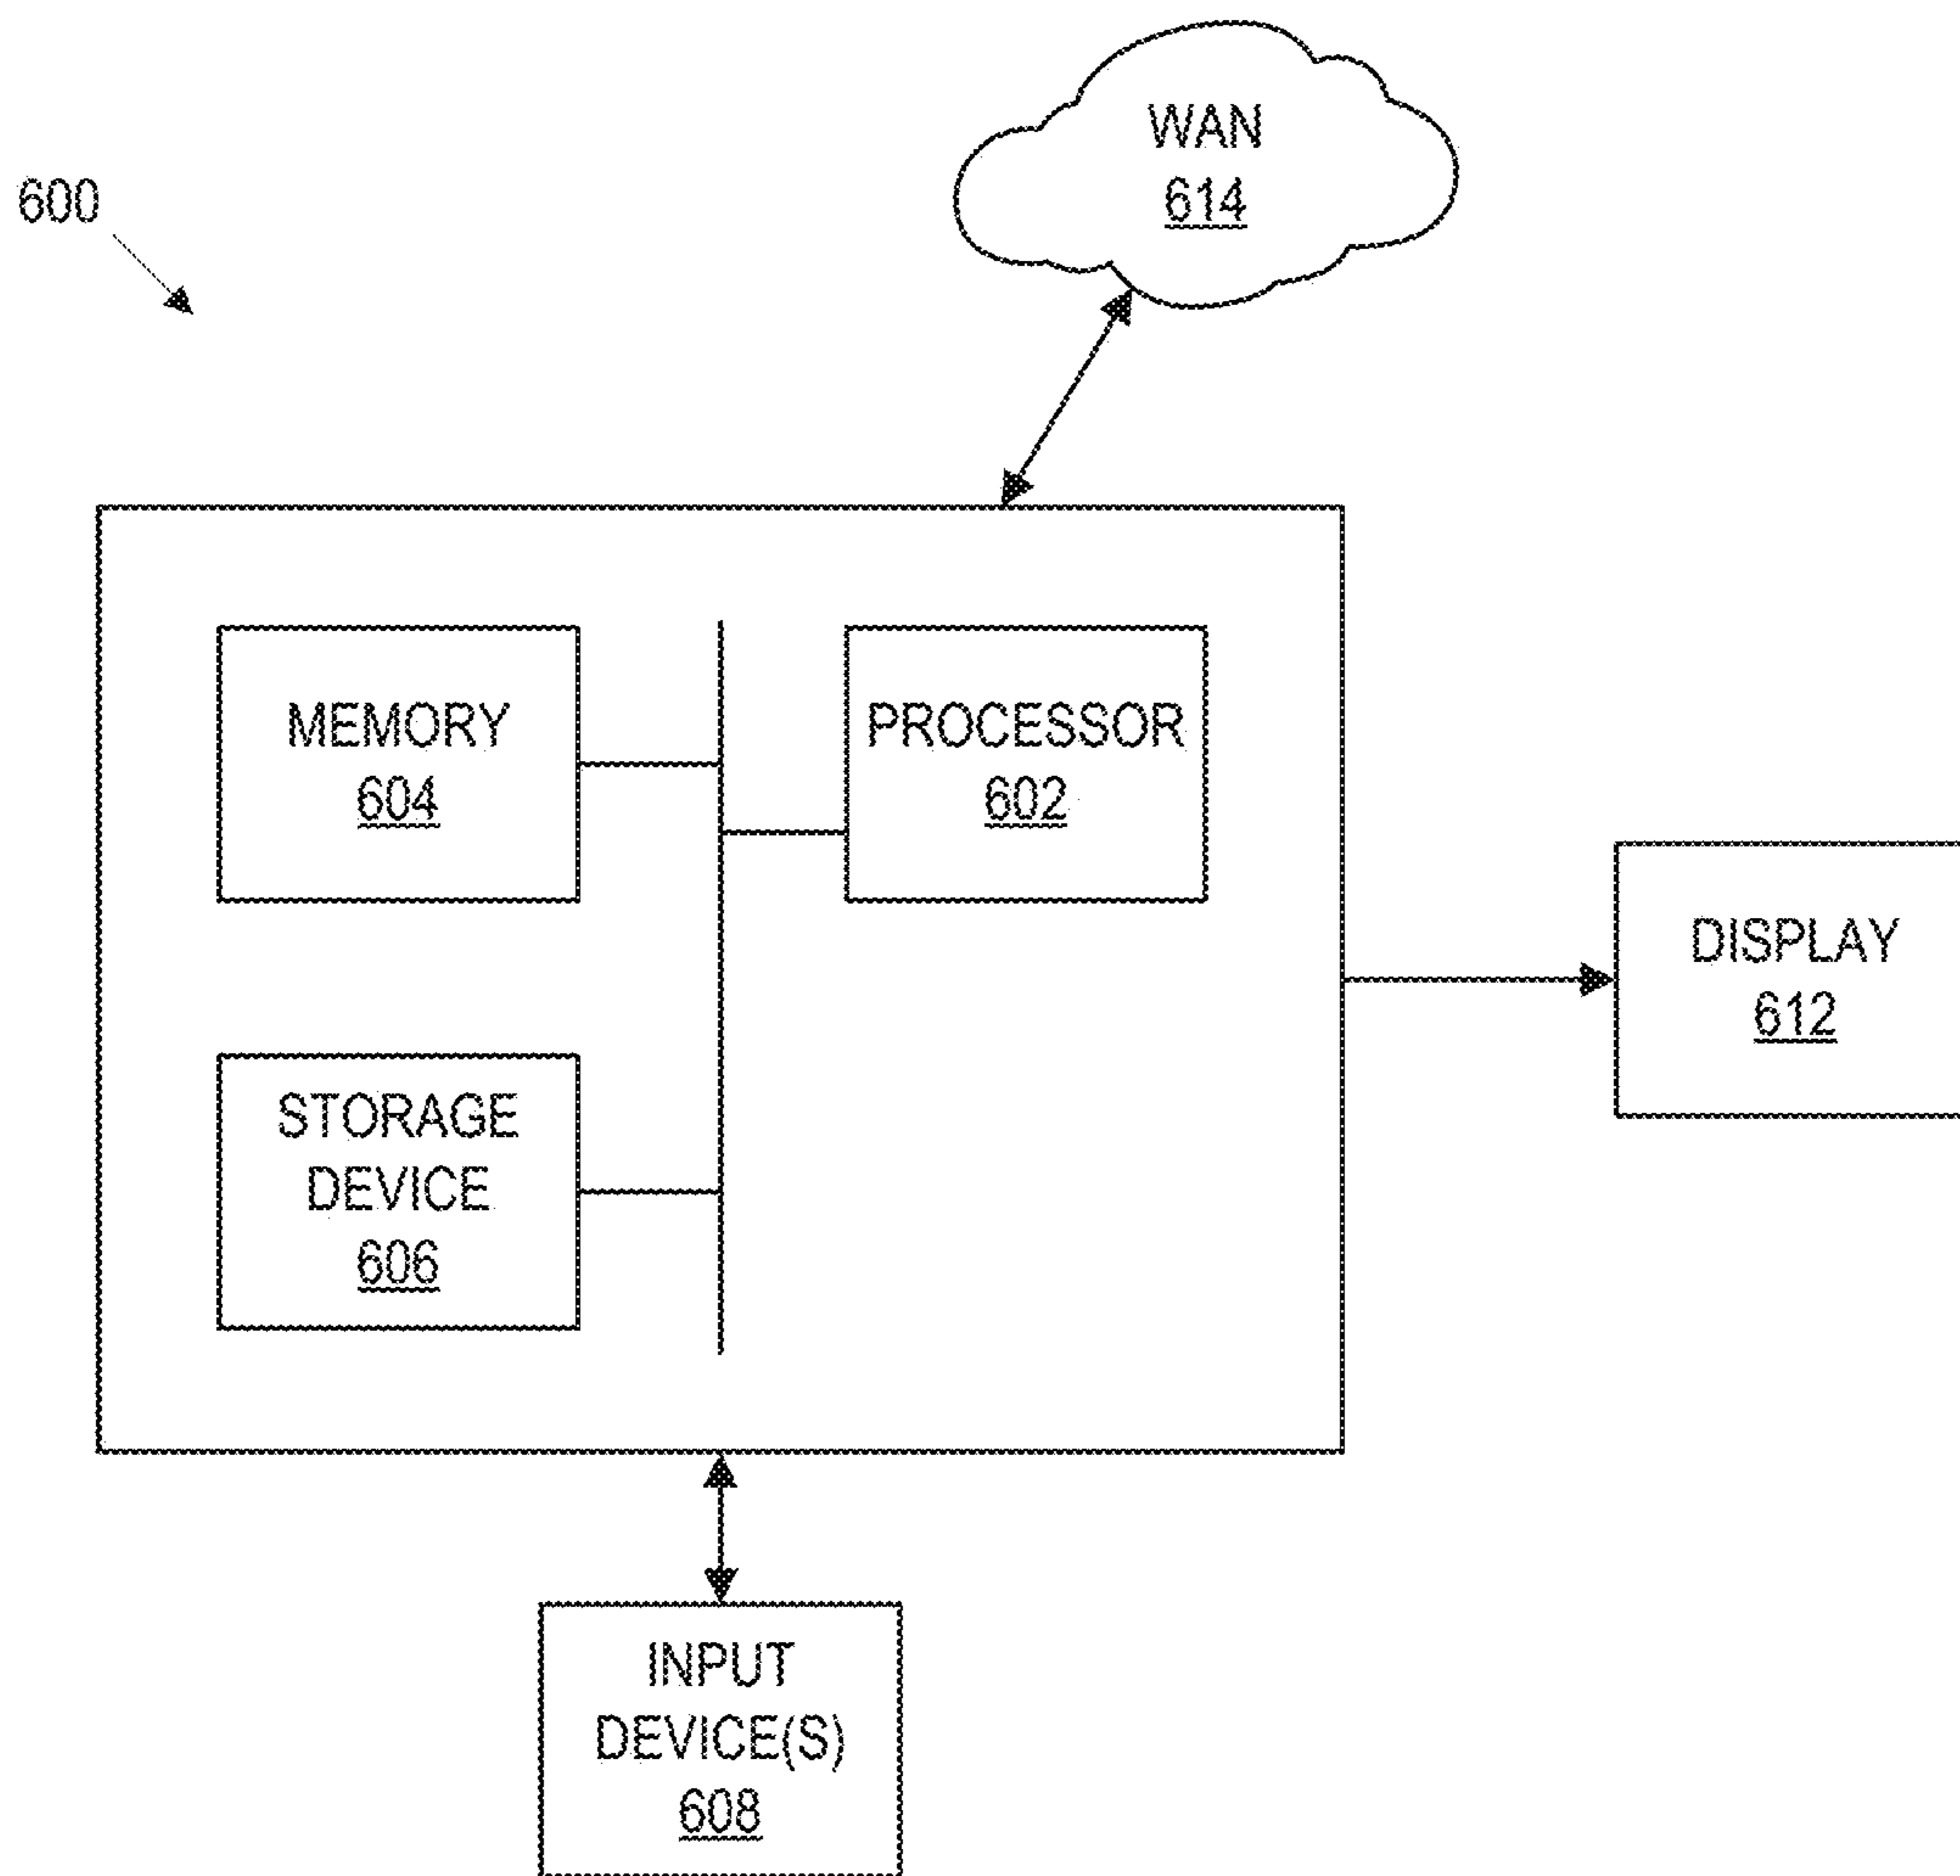 WAN
614
600
MEMORY
604
PROCESSOR
602
DISPLAY
612
STORAGE
DEVICE
606
INPUT
DEVICE(S)
608